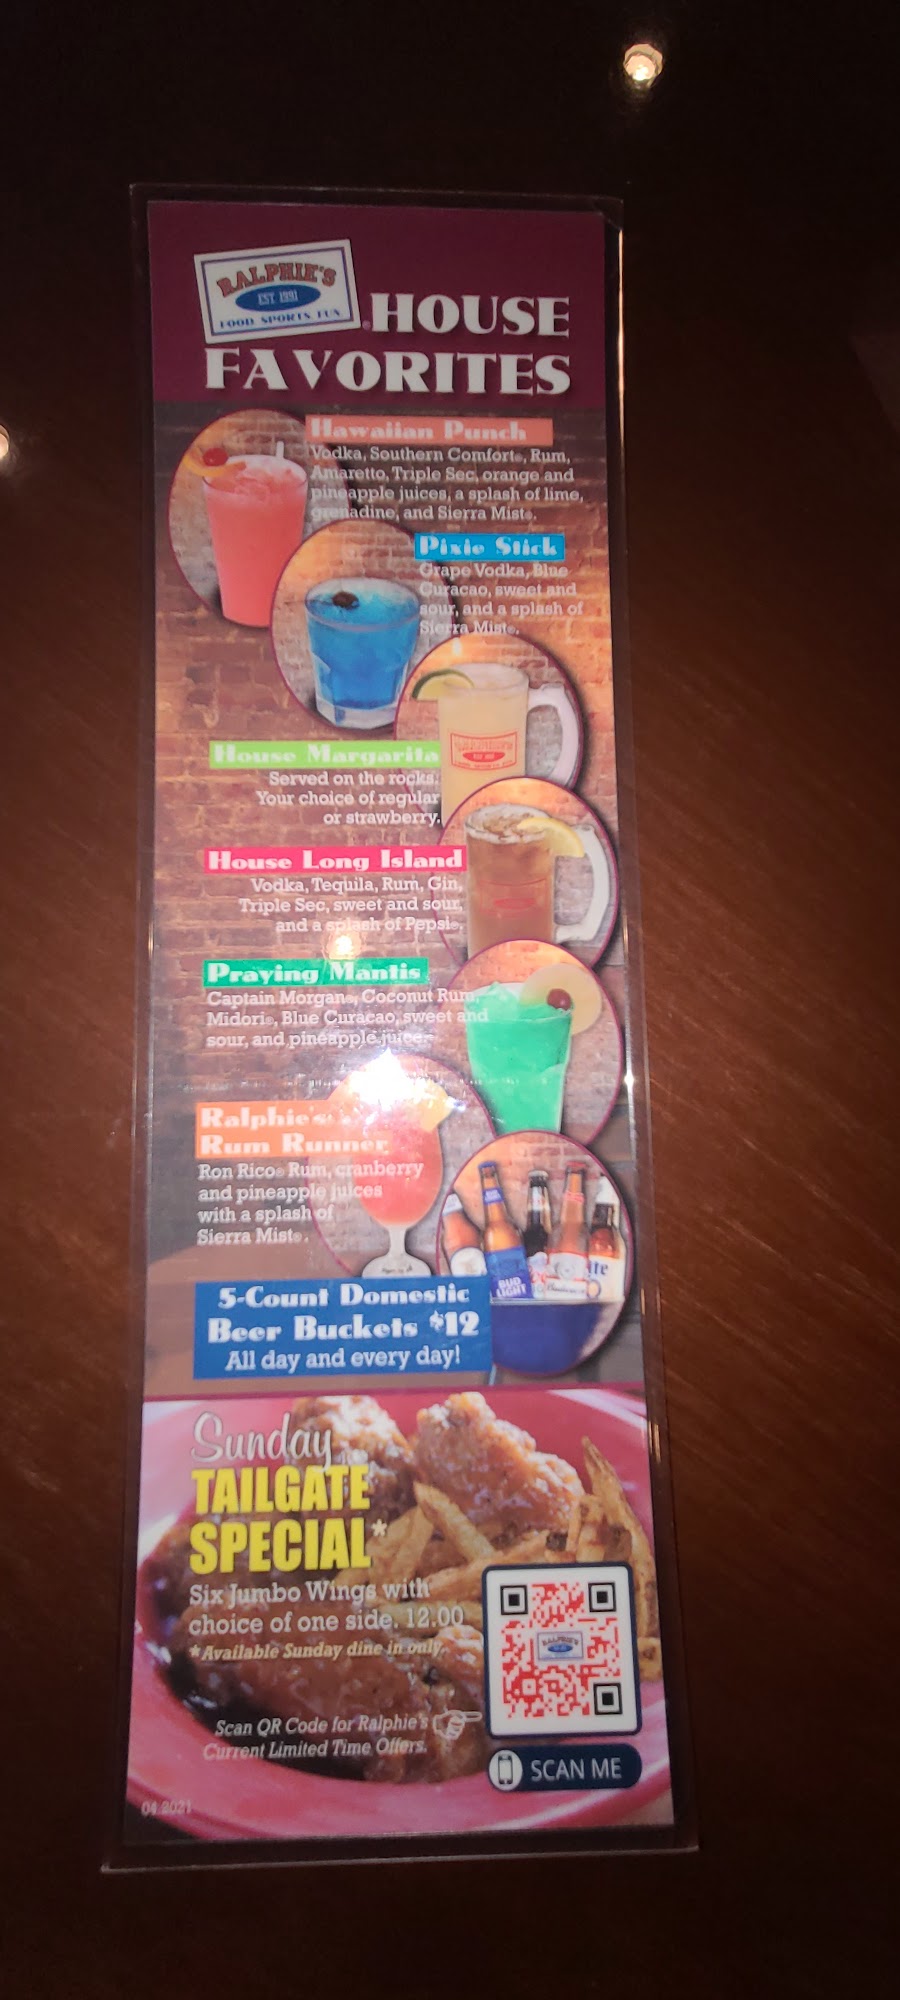 RALPHIE'S
EST. 1991
FOOD SPORTS FUN
HOUSE
FAVORITES
Hawaiian Punch
Vodka, Southern Comfort®, Rum,
Amaretto, Triple Sec, orange and
pineapple juices, a splash of lime,
grenadine, and Sierra Mist®.
Pixie Stick
Grape Vodka, Blue
Curacao, sweet and
sour, and a splash of
Sierra Mist®.
House Margarita
Served on the rocks.
Your choice of regular
or strawberry.
House Long Island
Vodka, Tequila, Rum, Gin,
Triple Sec, sweet and sour,
and a splash of Pepsi®.
Praying Mantis
Captain Morgan®, Coconut Rum,
Midori®, Blue Curacao, sweet and
sour, and pineapple juice.
Ralphie's
Rum Runner
Ron Rico® Rum, cranberry
and pineapple juices
with a splash of
Sierra Mist®.
BUD
LIGHT
5-Count Domestic
Beer Buckets $12
All day and every day!
Sunday
TAILGATE
SPECIAL*
Six Jumbo Wings with
choice of one side. 12.00
*Available Sunday dine in only.
RALPHIE'S
Scan QR Code for Ralphie's
Current Limited Time Offers.
SCAN ME
04.2021